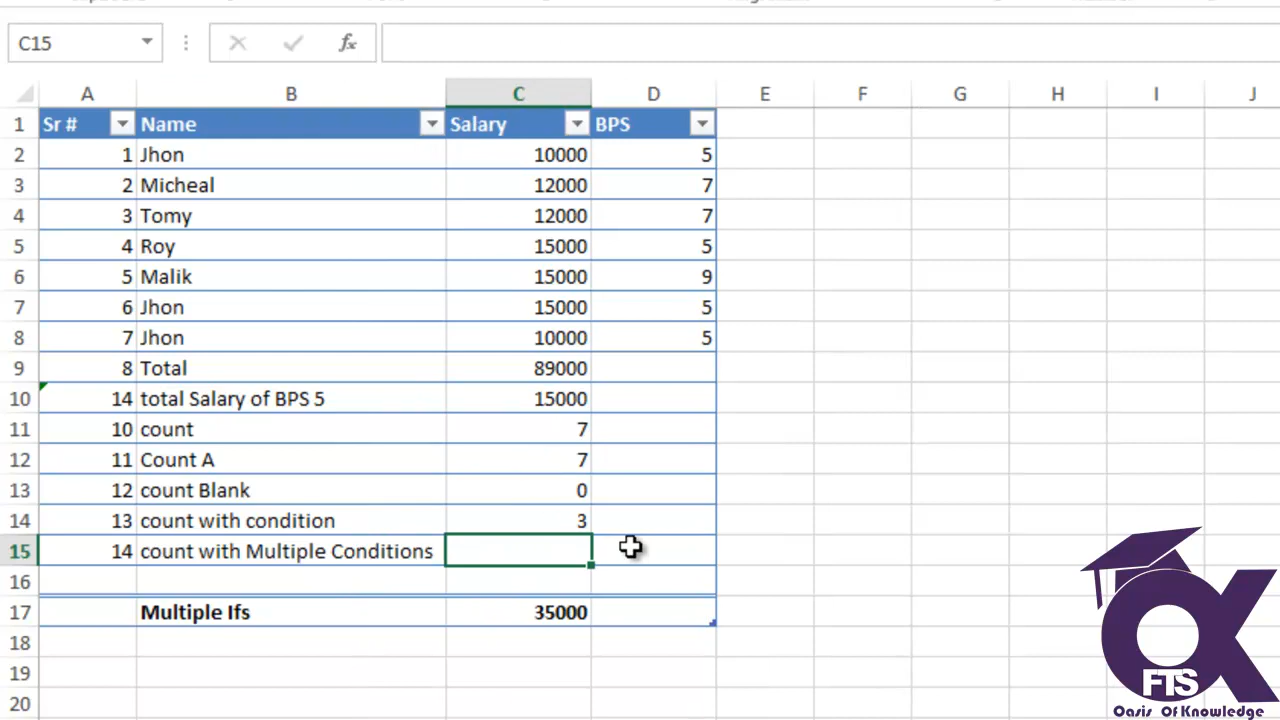 C15 fx
A B C D E F G H I J
1 Sr # Name Salary BPS
2 1 Jhon 10000 5
3 2 Micheal 12000 7
4 3 Tomy 12000 7
5 4 Roy 15000 5
6 5 Malik 15000 9
7 6 Jhon 15000 5
8 7 Jhon 10000 5
9 8 Total 89000
10 14 total Salary of BPS 5 15000
11 10 count 7
12 11 Count A 7
13 12 count Blank 0
14 13 count with condition 3
15 14 count with Multiple Conditions
16
17 Multiple Ifs 35000
18
19
20
FTS
Oasis Of Knowledge